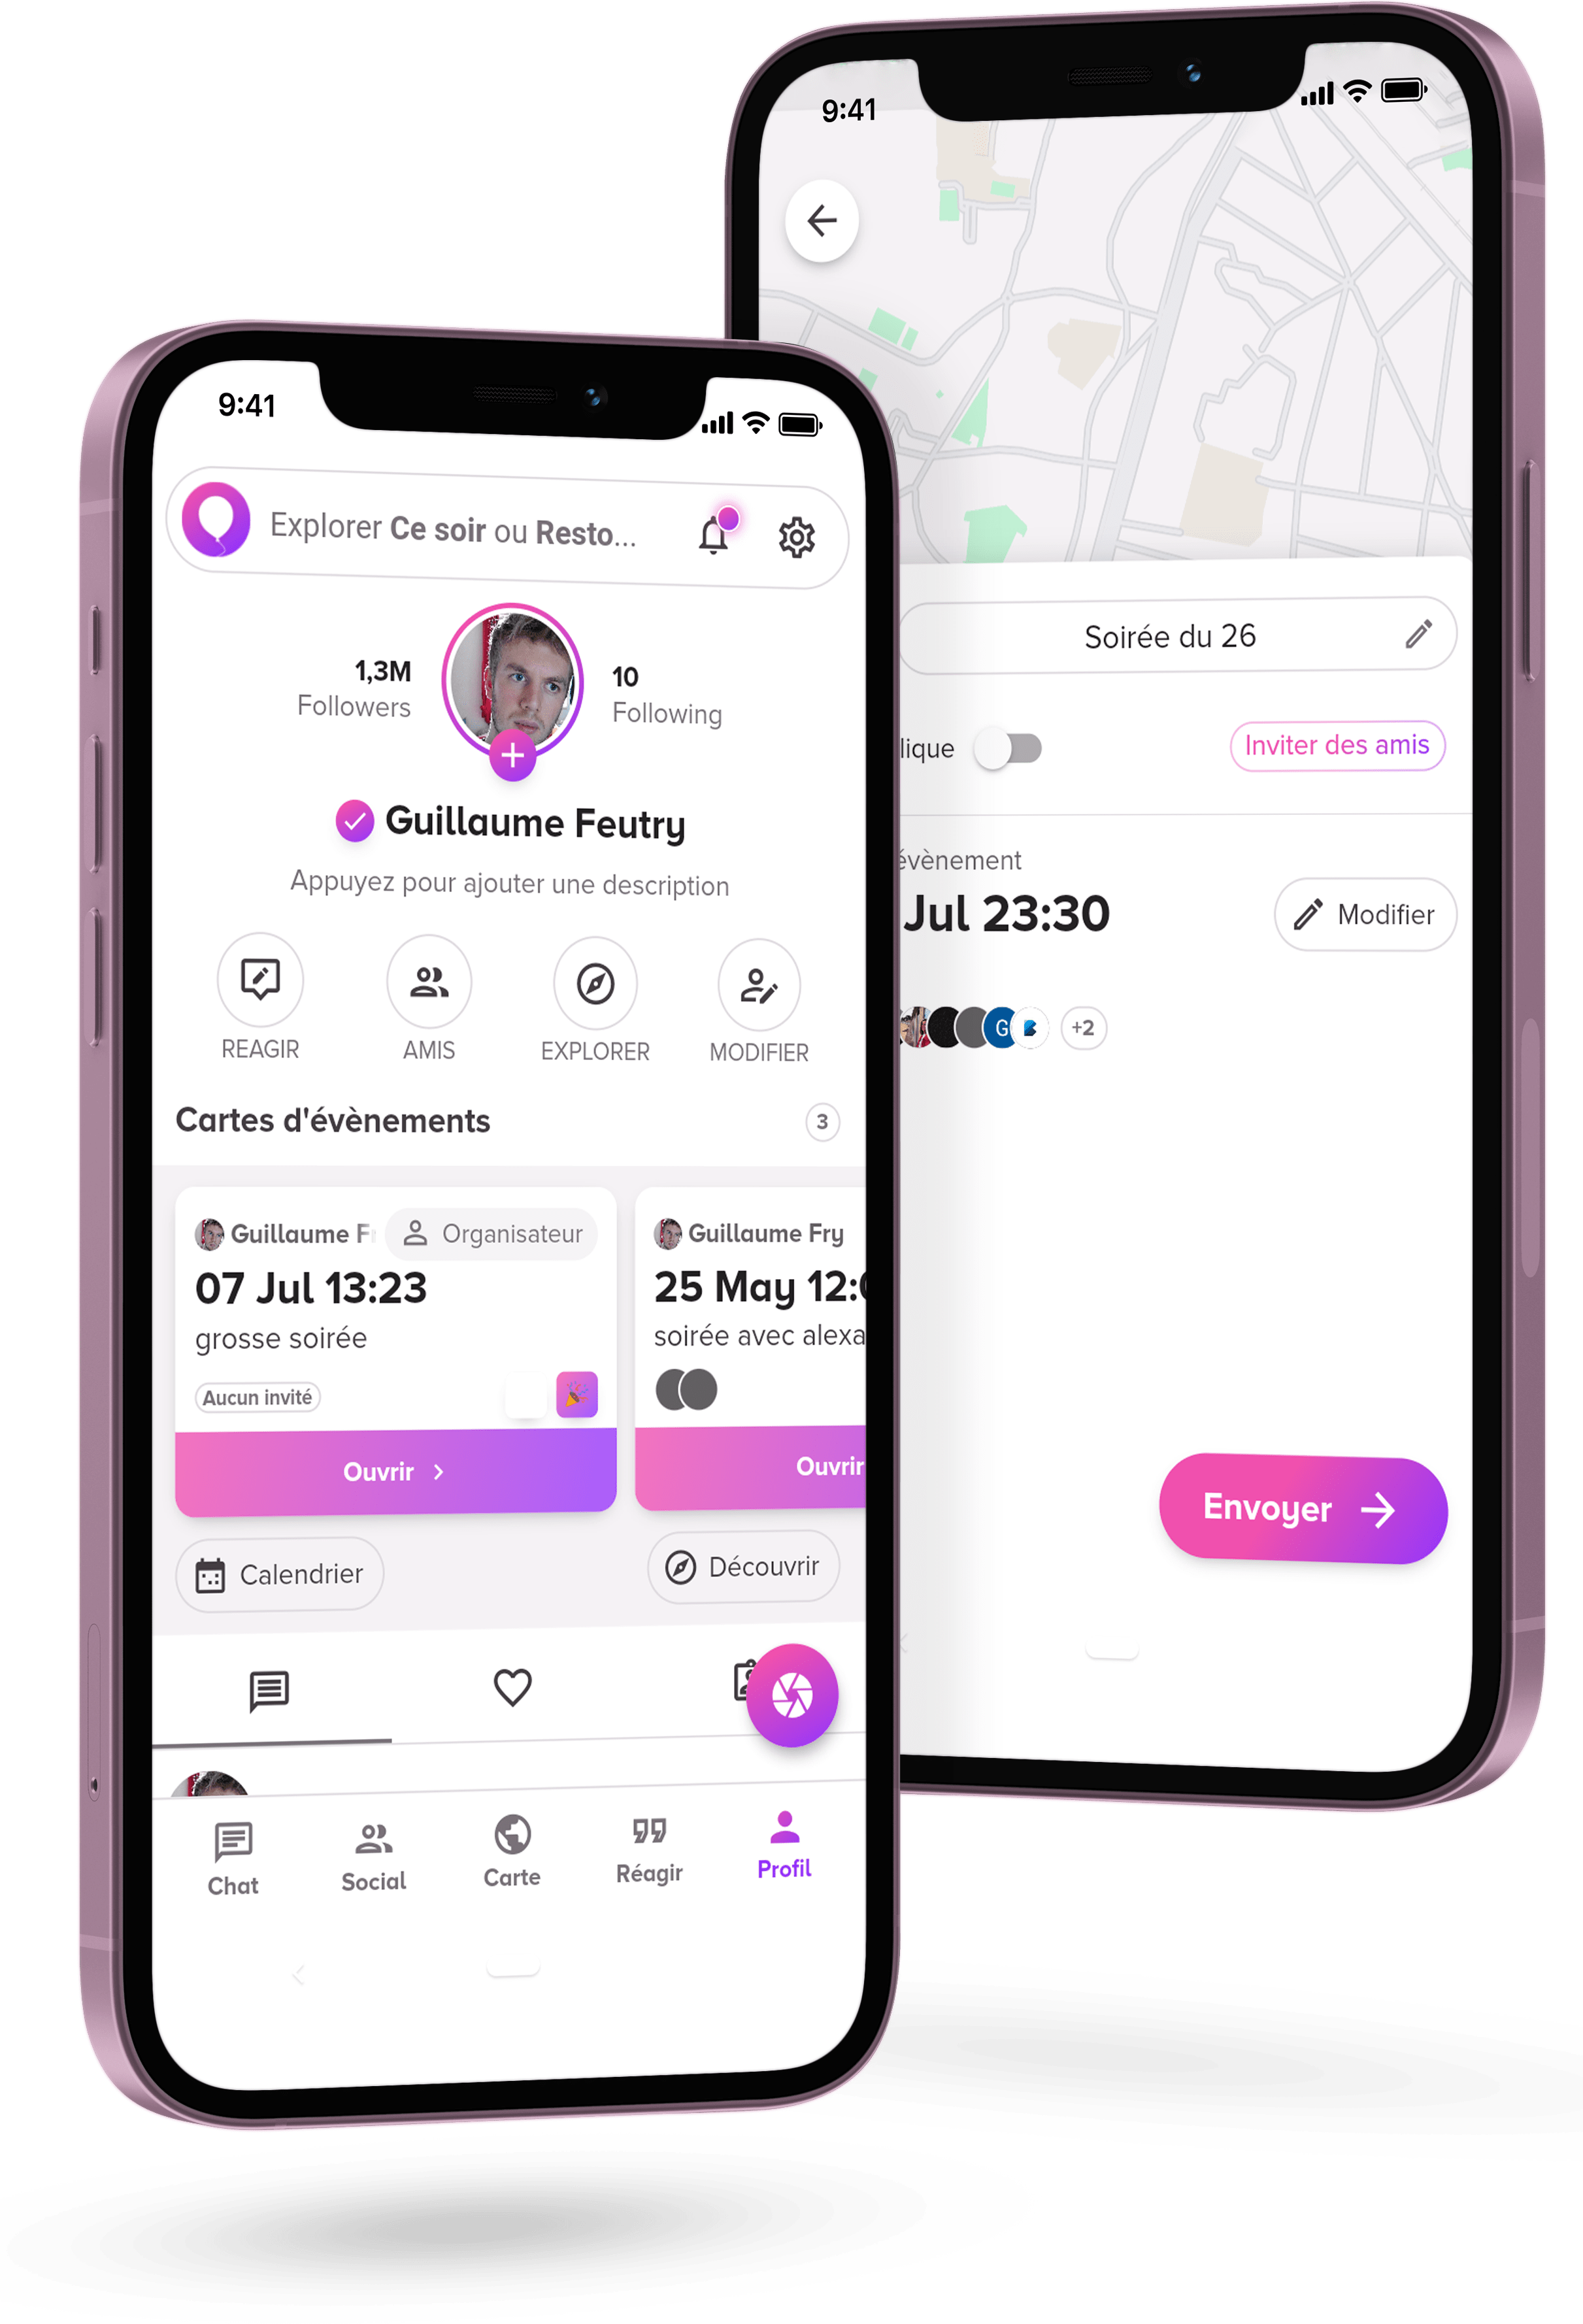 9:41
Explorer Ce soir ou Resto...
1,3M
Followers
10
Following
Guillaume Feutry
Appuyez pour ajouter une description
REAGIR
AMIS
EXPLORER
MODIFIER
Cartes d'évènements
3
Guillaume
Organisateur
07 Jul 13:23
grosse soirée
Aucun invité
Ouvrir
Guillaume Fry
25 May 12:
soirée avec alexa
Ouvrir
Calendrier
Découvrir
Chat
Social
Carte
Réagir
Profil
9:41
Soirée du 26
lique
Inviter des amis
évènement
Jul 23:30
Modifier
G
+2
Envoyer